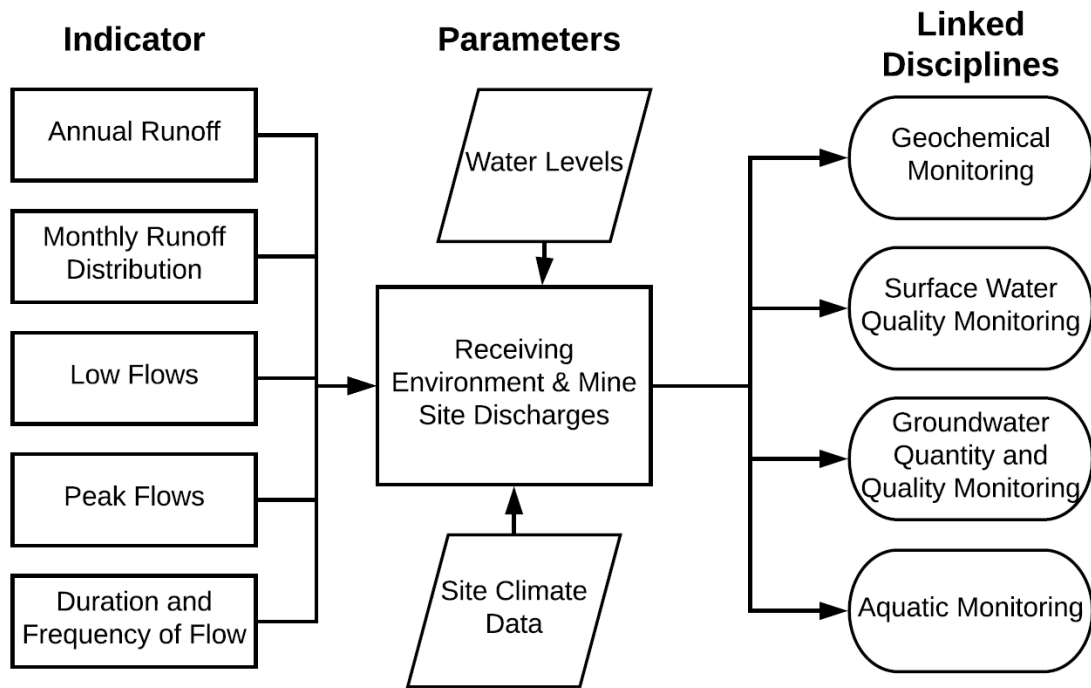 Indicator
Annual Runoff
Monthly Runoff
Distribution
Low Flows
Peak Flows
Duration and
Frequency of Flow
Parameters
Water Levels
Receiving
Environment & Mine
Site Discharges
Site Climate
Data
Linked
Disciplines
Geochemical
Monitoring
Surface Water
Quality Monitoring
Groundwater
Quantity and
Quality Monitoring
Aquatic Monitoring